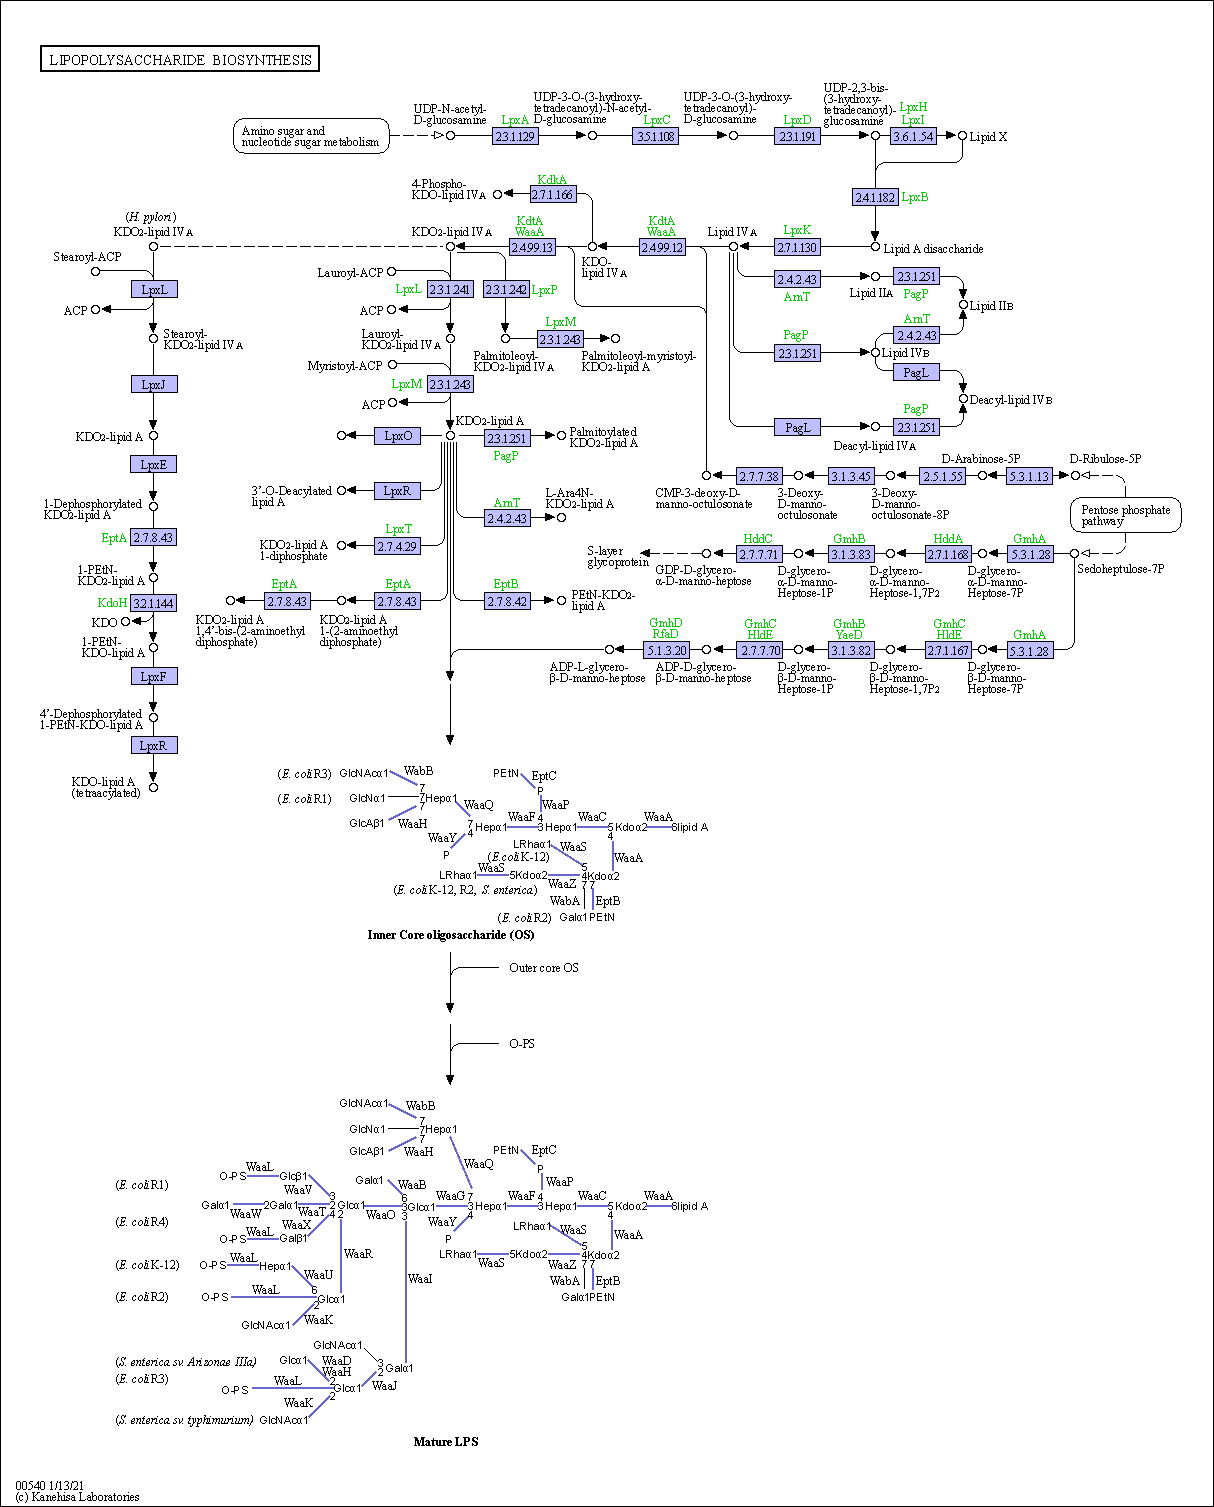 LIPOPOLYSACCHARIDE BIOSYNTHESIS
UDP-N-acetyl-
D-glucosamine
LpxA
2.3.1.129
UDP-3-O-(3-hydroxy-
tetradecanoyl)-N-acetyl-
D-glucosamine
LpxC
3.5.1.108
UDP-3-O-(3-hydroxy-
tetradecanoyl)-
D-glucosamine
LpxD
2.3.1.191
UDP-2,3-bis-
(3-hydroxy-
tetradecanoyl)-
glucosamine
LpxH
LpxI
3.6.1.54
Lipid X
Amino sugar and
nucleotide sugar metabolism
4-Phospho-
KDO-lipid IVA
KdkA
2.7.1.166
2.4.1.182
LpxB
(H. pylori)
KDO2-lipid IVA
KDO2-lipid IVA
KdtA
WaaA
2.4.99.13
KDO-
lipid IVA
KdtA
WaaA
2.4.99.12
Lipid IVA
LpxK
2.7.1.130
Lipid A disaccharide
Stearoyl-ACP
LpxL
ACP
Stearoyl-
KDO2-lipid IVA
LpxJ
KDO2-lipid A
LpxE
1-Dephosphorylated
KDO2-lipid A
EptA
2.7.8.43
1-PEtN-
KDO2-lipid A
KdoH
3.2.1.144
KDO
1-PEtN-
KDO-lipid A
LpxF
4'-Dephosphorylated
1-PEtN-KDO-lipid A
LpxR
KDO-lipid A
(tetraacylated)
Lauroyl-ACP
LpxL
2.3.1.241
2.3.1.242
LpxP
ACP
Lauroyl-
KDO2-lipid IVA
LpxM
2.3.1.243
Palmitoleoyl-
KDO2-lipid IVA
Palmitoleoyl-myristoyl-
KDO2-lipid A
Myristoyl-ACP
LpxM
2.3.1.243
ACP
KDO2-lipid A
LpxO
2.3.1.251
PagP
Palmitoylated
KDO2-lipid A
3'-O-Deacylated
lipid A
LpxR
ArnT
2.4.2.43
L-Ara4N-
KDO2-lipid A
KDO2-lipid A
1-diphosphate
LpxT
2.7.4.29
EptA
2.7.8.43
EptA
2.7.8.43
EptB
2.7.8.42
PEtN-KDO2-
lipid A
KDO2-lipid A
1,4'-bis-(2-aminoethyl
diphosphate)
KDO2-lipid A
1-(2-aminoethyl
diphosphate)
2.4.2.43
ArnT
Lipid IIA
2.3.1.251
PagP
Lipid IIB
PagP
2.3.1.251
Lipid IVB
ArnT
2.4.2.43
PagL
Deacyl-lipid IVB
PagL
Deacyl-lipid IVA
PagP
2.3.1.251
CMP-3-deoxy-D-
manno-octulosonate
2.7.7.38
3-Deoxy-
D-manno-
octulosonate
3.1.3.45
3-Deoxy-
D-manno-
octulosonate-8P
2.5.1.55
D-Arabinose-5P
5.3.1.13
D-Ribulose-5P
Pentose phosphate
pathway
S-layer
glycoprotein
GDP-D-glycero-
α-D-manno-heptose
HddC
2.7.7.71
D-glycero-
α-D-manno-
Heptose-1P
GmhB
3.1.3.83
D-glycero-
α-D-manno-
Heptose-1,7P2
HddA
2.7.1.168
D-glycero-
α-D-manno-
Heptose-7P
GmhA
5.3.1.28
Sedoheptulose-7P
ADP-L-glycero-
β-D-manno-heptose
GmhD
RfaD
5.1.3.20
ADP-D-glycero-
β-D-manno-heptose
GmhC
HldE
2.7.7.70
D-glycero-
β-D-manno-
Heptose-1P
GmhB
YaeD
3.1.3.82
D-glycero-
β-D-manno-
Heptose-1,7P2
GmhC
HldE
2.7.1.167
D-glycero-
β-D-manno-
Heptose-7P
GmhA
5.3.1.28
(E. coli R3) GlcNAcα1 WabB PEtN EptC
7 P
(E. coli R1) GlcNα1 7 Hepα1 WaaQ WaaP
7
GlcAβ1 WaaH 7 Hepα1 WaaF 4 3 Hepα1 WaaC 5 Kdoα2 WaaA 6 lipid A
WaaY 4 4
P LRhaα1 WaaS WaaA
(E.coli K-12)
LRhaα1 WaaS 5Kdoα2 WaaZ 5 4 Kdoα2
(E. coli K-12, R2, S. enterica) 7 7
WabA EptB
(E. coli R2) Galα1 PEtN
Inner Core oligosaccharide (OS)
Outer core OS
O-PS
GlcNAcα1 WabB
7
GlcNα1 7 Hepα1
7
GlcAβ1 WaaH WaaQ PEtN EptC
P
(E. coli R1) O-PS WaaL Glcβ1 WaaV Galα1 WaaB WaaP
Galα1 WaaW 2Galα1 WaaT 3 2 4 Glcα1 WaaO 6 3 3 Glcα1 WaaG 7 3 4 Hepα1 WaaF 4 3 Hepα1 WaaC 5 Kdoα2 WaaA 6 lipid A
2 4
(E. coli R4) WaaX WaaY LRhaα1 WaaS
O-PS WaaL Galβ1 P WaaA
WaaR LRhaα1 WaaS 5Kdoα2 WaaZ 5 4 Kdoα2
7 7
(E. coli K-12) O-PS WaaL Hepα1 WaaU WaaI WabA EptB
(E. coli R2) O-PS WaaL 6 2 Glcα1 Galα1 PEtN
GlcNAcα1 WaaK
GlcNAcα1
(S. enterica sv. Arizonae IIIa) Glcα1 WaaD WaaH 3 2 Galα1
(E. coli R3) O-PS WaaL 2 2 Glcα1 WaaJ
WaaK
(S. enterica sv. typhimurium) GlcNAcα1
Mature LPS
00540 1/13/21
(c) Kanehisa Laboratories